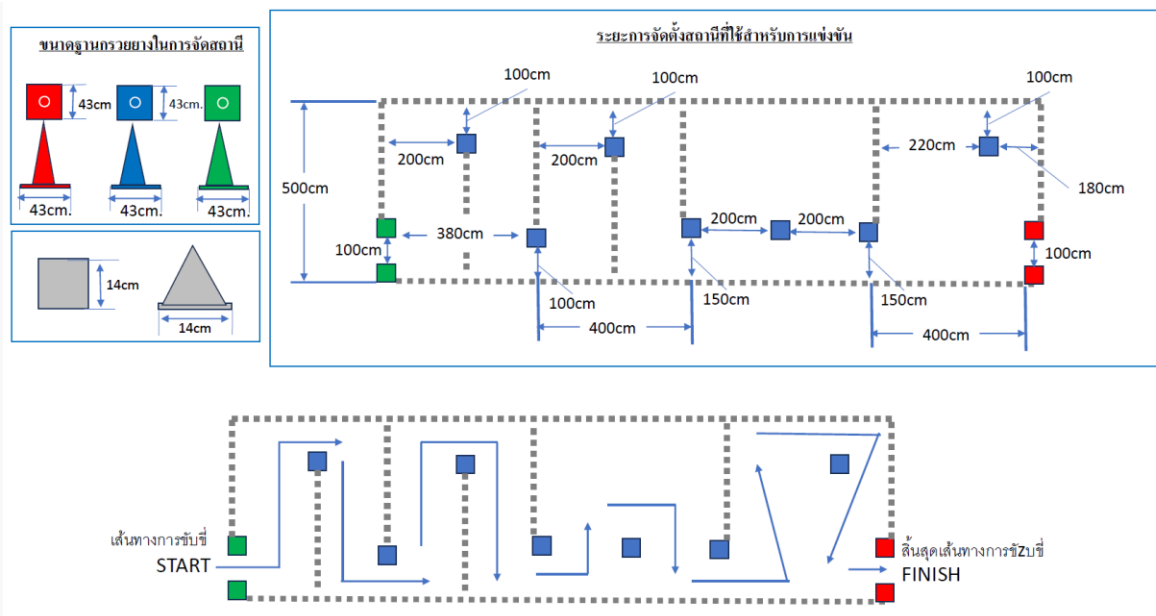 ขนาดฐานกรวยยางในการจัดสถานี
43cm
43cm.
43cm.
43cm.
43cm.
43cm.
14cm
14cm
ระยะการจัดตั้งสถานีที่ใช้สำหรับการแข่งขัน
100cm
100cm
100cm
200cm
200cm
220cm
180cm
500cm
380cm
200cm
200cm
100cm
100cm
100cm
150cm
150cm
400cm
400cm
เส้นทางการขับขี่
START
สิ้นสุดเส้นทางการขัZบขี่
FINISH